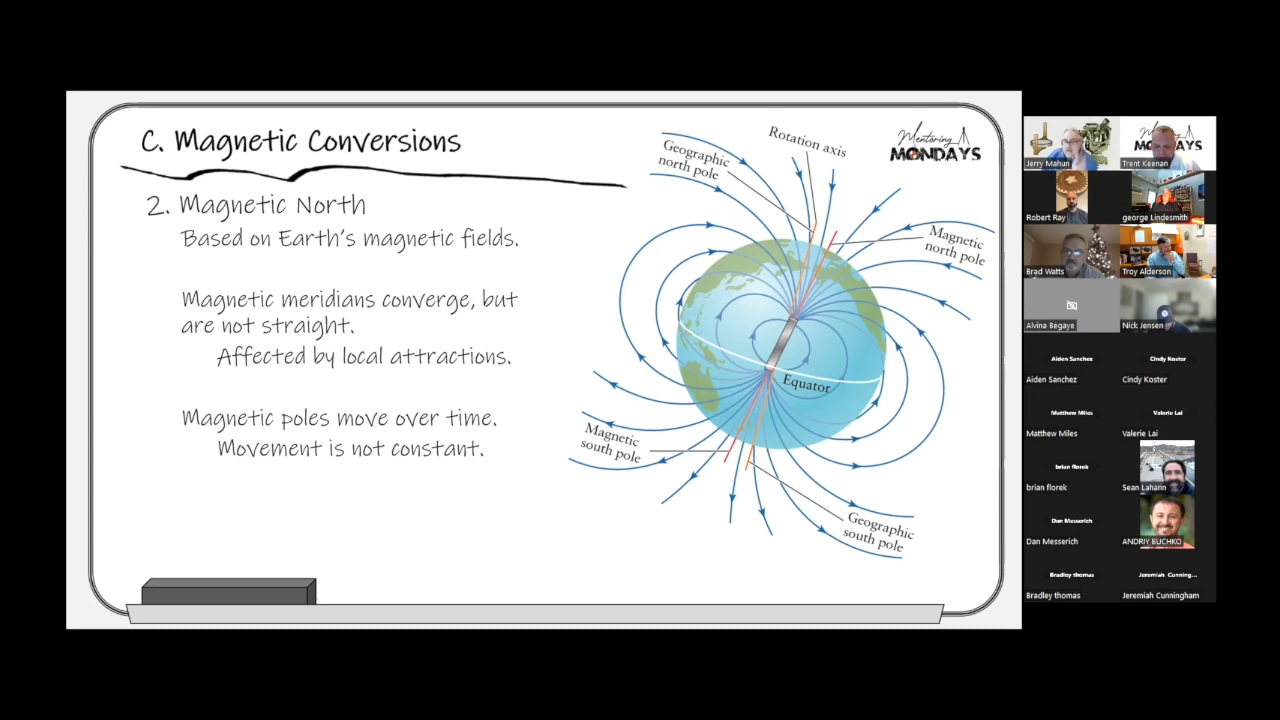 C. Magnetic Conversions
2. Magnetic North
Based on Earth's magnetic fields.
Magnetic meridians converge, but
are not straight.
Affected by local attractions.
Magnetic poles move over time.
Movement is not constant.
Rotation axis
Geographic
north pole
Magnetic
north pole
Equator
Magnetic
south pole
Geographic
south pole
Mentoring
MONDAYS
Jerry Mahun
Trent Keenan
Robert Ray
george Lindesmith
Brad Watts
Troy Alderson
Alvina Begaye
Nick Jensen
Aiden Sanchez
Cindy Koster
Aiden Sanchez
Cindy Koster
Matthew Miles
Valerie Lai
Matthew Miles
Valerie Lai
brian florek
brian florek
Sean Lahann
Dan Messerich
Dan Messerich
ANDRIY BUCHKO
Bradley thomas
Jeremiah Cunning...
Bradley thomas
Jeremiah Cunningham